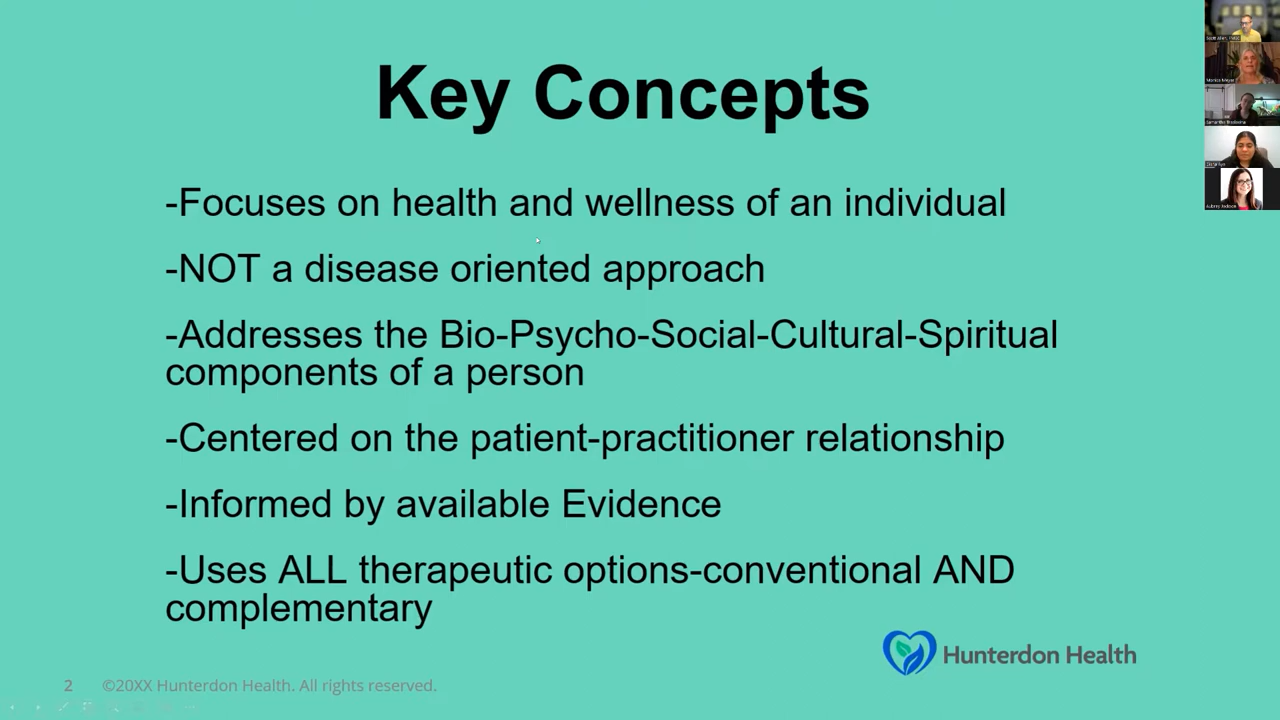 Key Concepts
-Focuses on health and wellness of an individual
-NOT a disease oriented approach
-Addresses the Bio-Psycho-Social-Cultural-Spiritual
components of a person
-Centered on the patient-practitioner relationship
-Informed by available Evidence
-Uses ALL therapeutic options-conventional AND
complementary
Hunterdon Health
2 ©20XX Hunterdon Health. All rights reserved.